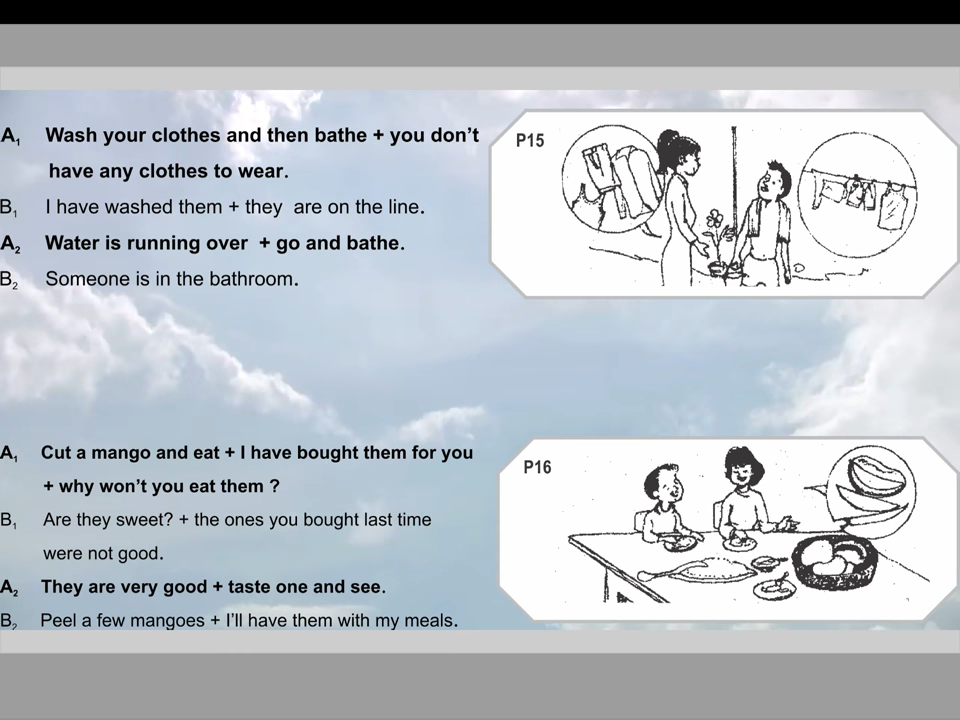 A1 Wash your clothes and then bathe + you don't
have any clothes to wear.
B1 I have washed them + they are on the line.
A2 Water is running over + go and bathe.
B2 Someone is in the bathroom.
P15
A1 Cut a mango and eat + I have bought them for you
+ why won't you eat them ?
B1 Are they sweet? + the ones you bought last time
were not good.
A2 They are very good + taste one and see.
B2 Peel a few mangoes + I'll have them with my meals.
P16